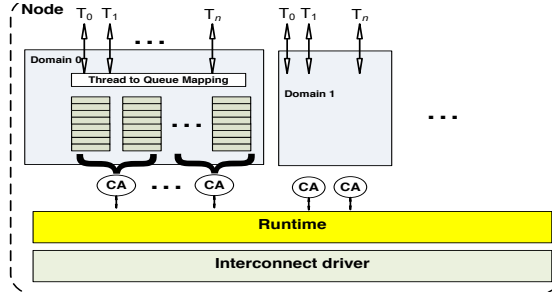 Node
T0 T1 Tn T0 T1 Tn
...
Domain 0
Thread to Queue Mapping
Domain 1
... ...
CA ... CA CA CA
Runtime
Interconnect driver